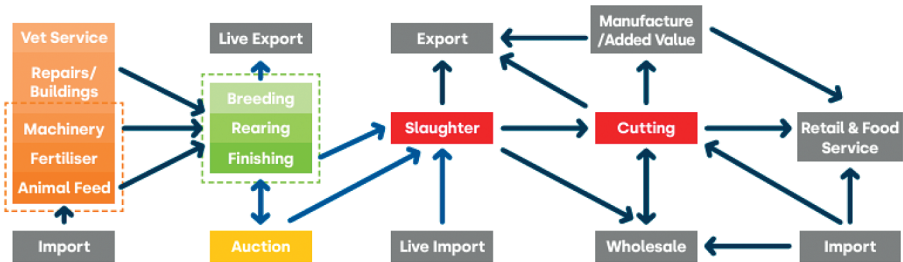 Vet Service
Repairs/
Buildings
Machinery
Fertiliser
Animal Feed
Import
Live Export
Breeding
Rearing
Finishing
Auction
Export
Slaughter
Live Import
Manufacture
/Added Value
Cutting
Wholesale
Retail & Food
Service
Import